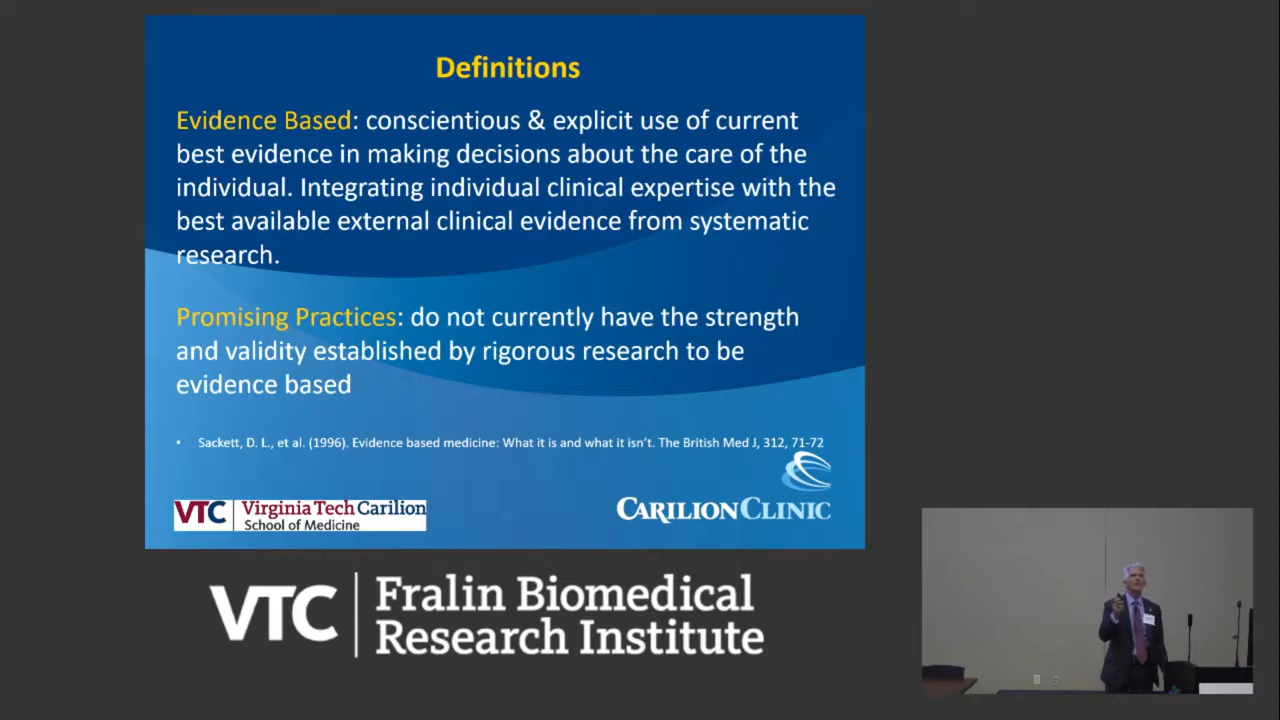 Definitions
Evidence Based: conscientious & explicit use of current
best evidence in making decisions about the care of the
individual. Integrating individual clinical expertise with the
best available external clinical evidence from systematic
research.
Promising Practices: do not currently have the strength
and validity established by rigorous research to be
evidence based
• Sackett, D. L., et al. (1996). Evidence based medicine: What it is and what it isn't. The British Med J, 312, 71-72
VTC Virginia Tech Carilion
School of Medicine
CARILION CLINIC
VTC Fralin Biomedical
Research Institute